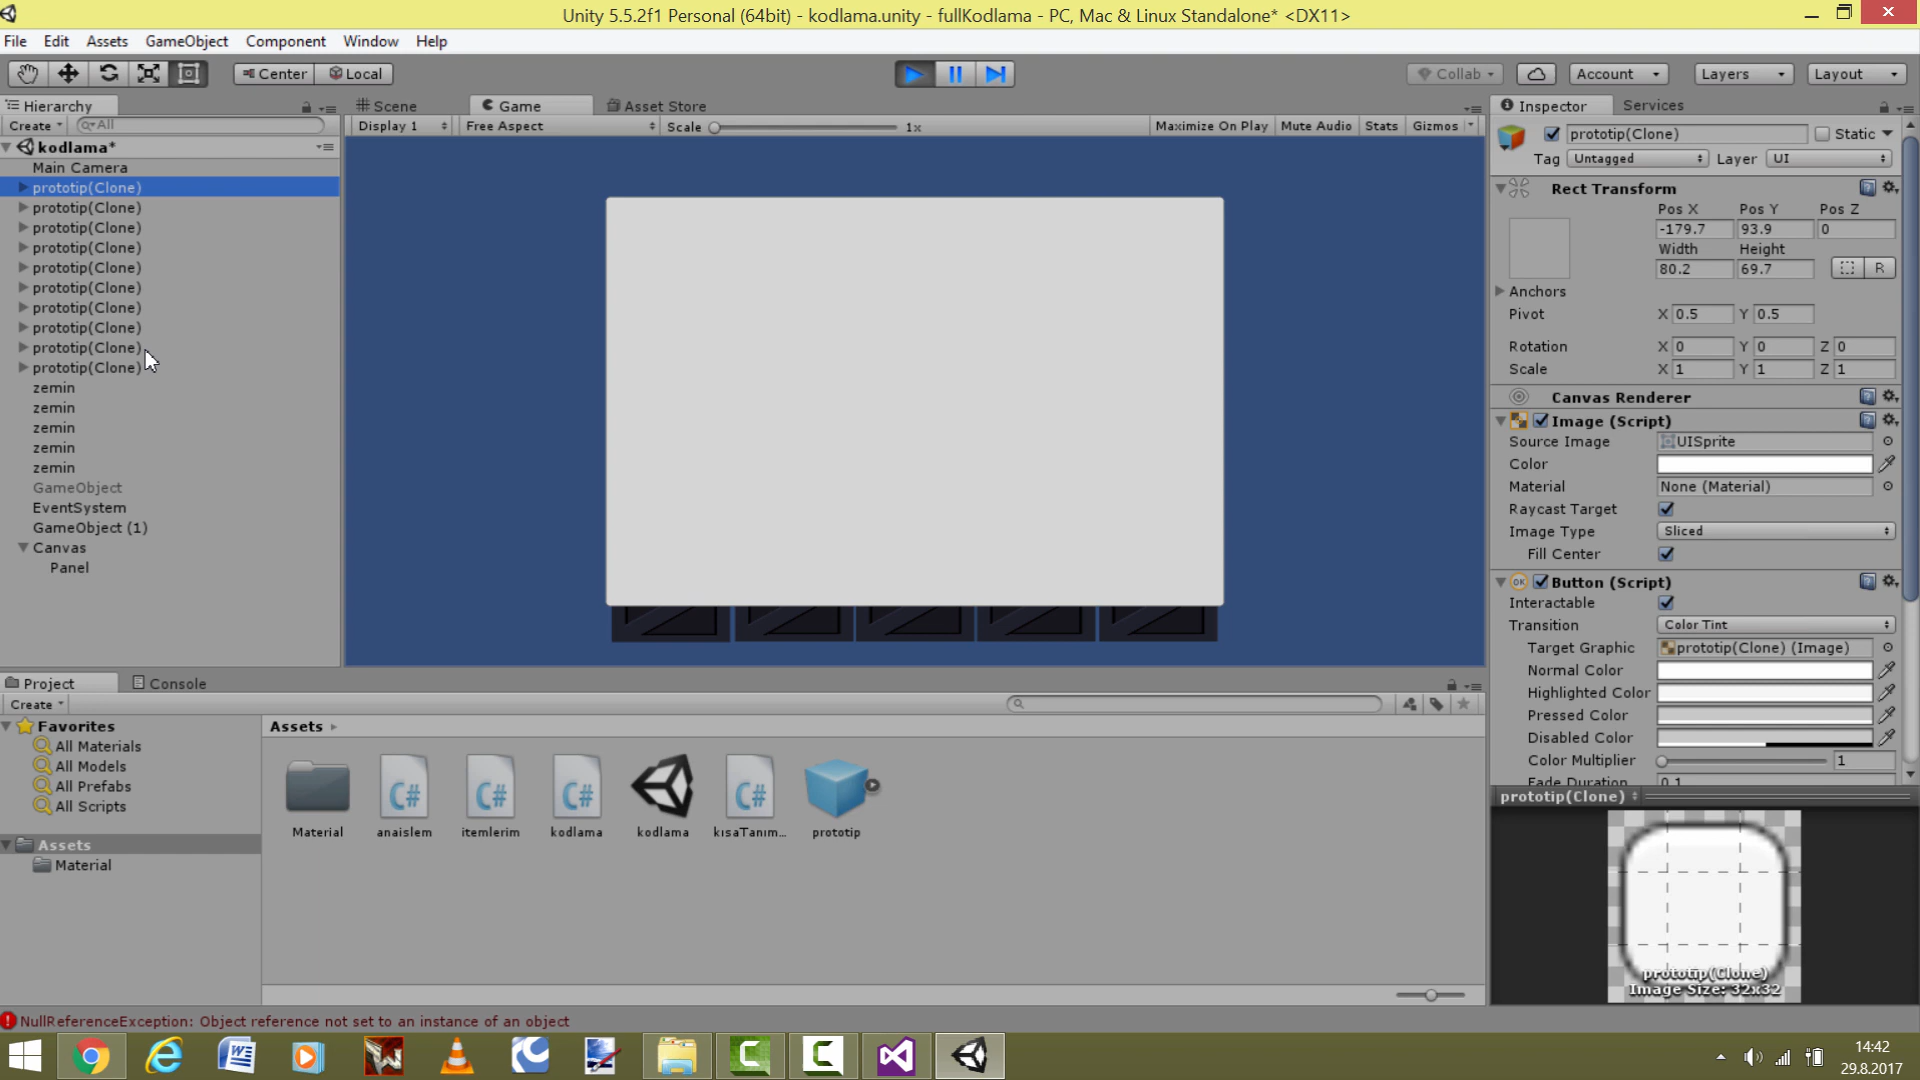 Unity 5.5.2f1 Personal (64bit) - kodlama.unity - fullKodlama - PC, Mac & Linux Standalone* <DX11>
File Edit Assets GameObject Component Window Help
Center Local Collab Account Layers Layout
Hierarchy Scene Game Asset Store Inspector Services
Create All Display 1 Free Aspect Scale 1x Maximize On Play Mute Audio Stats Gizmos
kodlama*
Main Camera
prototip(Clone)
prototip(Clone)
prototip(Clone)
prototip(Clone)
prototip(Clone)
prototip(Clone)
prototip(Clone)
prototip(Clone)
prototip(Clone)
prototip(Clone)
zemin
zemin
zemin
zemin
zemin
GameObject
EventSystem
GameObject (1)
Canvas
Panel
prototip(Clone) Static
Tag Untagged Layer UI
Rect Transform
Pos X Pos Y Pos Z
-179.7 93.9 0
Width Height
80.2 69.7 R
Anchors
Pivot X 0.5 Y 0.5
Rotation X 0 Y 0 Z 0
Scale X 1 Y 1 Z 1
Canvas Renderer
Image (Script)
Source Image UISprite
Color
Material None (Material)
Raycast Target
Image Type Sliced
Fill Center
OK Button (Script)
Interactable
Transition Color Tint
Target Graphic prototip(Clone) (Image)
Normal Color
Highlighted Color
Pressed Color
Disabled Color
Color Multiplier 1
Fade Duration 0.1
prototip(Clone)
prototip(Clone)
Image Size: 32x32
Project Console
Create
Favorites
All Materials
All Models
All Prefabs
All Scripts
Assets
Material
Assets
C# C# C# C#
Material anaislem itemlerim kodlama kodlama kısaTanım... prototip
NullReferenceException: Object reference not set to an instance of an object
14:42
29.8.2017